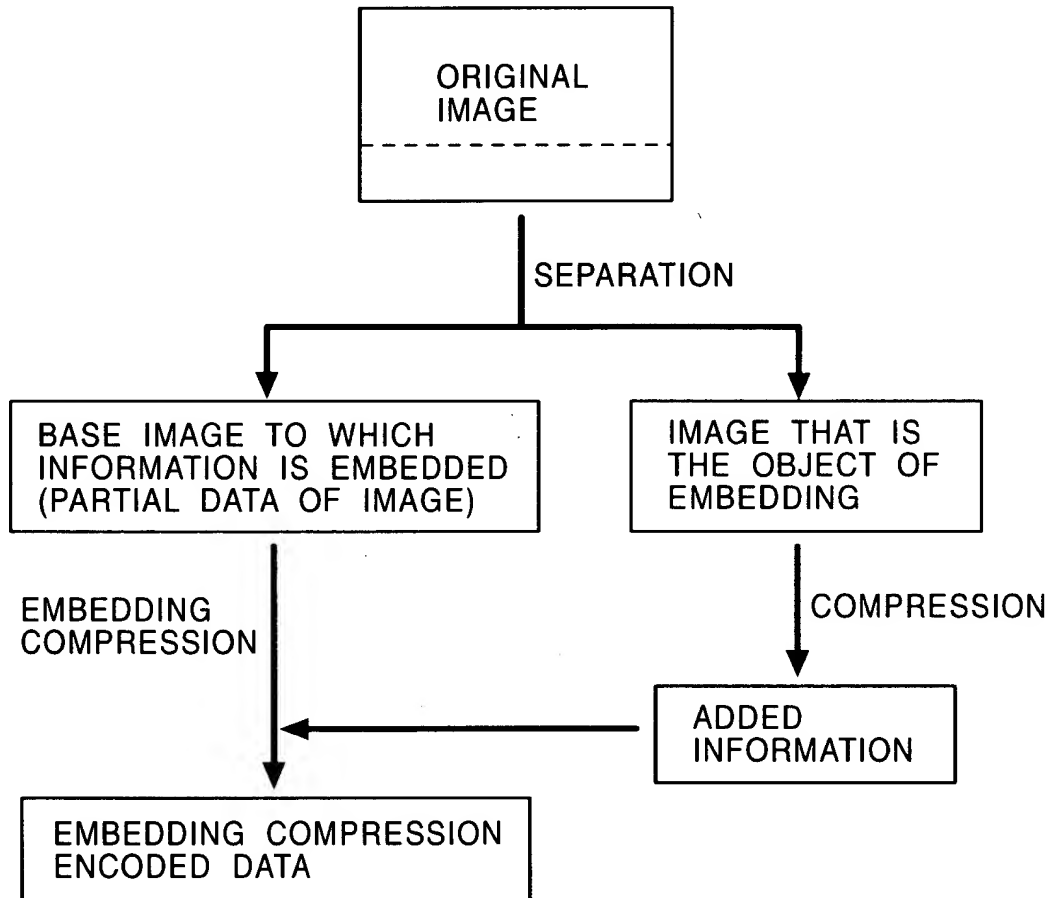 ORIGINAL
IMAGE
SEPARATION
BASE IMAGE TO WHICH
INFORMATION IS EMBEDDED
(PARTIAL DATA OF IMAGE)
IMAGE THAT IS
THE OBJECT OF
EMBEDDING
EMBEDDING
COMPRESSION
COMPRESSION
ADDED
INFORMATION
EMBEDDING COMPRESSION
ENCODED DATA